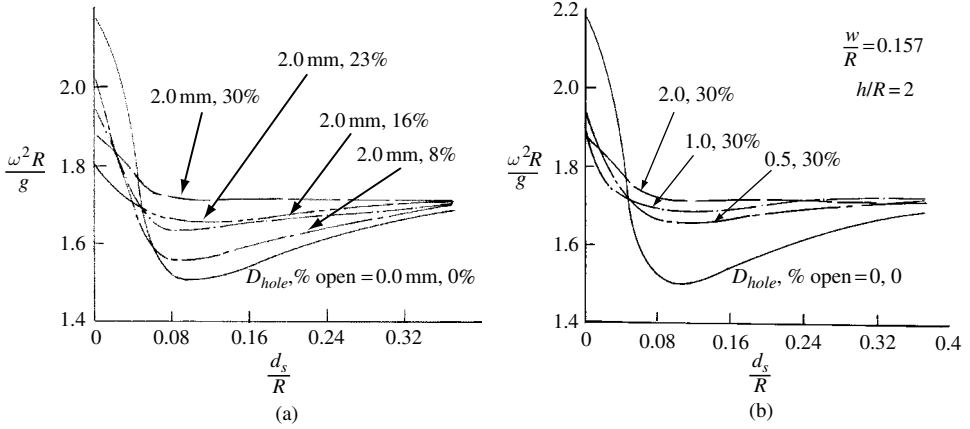 2.0
1.8
1.6
1.4
ω²R
g
2.0 mm, 23%
2.0 mm, 30%
2.0 mm, 16%
2.0 mm, 8%
D_hole, % open = 0.0 mm, 0%
0 0.08 0.16 0.24 0.32
d_s
R
(a)
2.2
2.0
1.8
1.6
1.4
ω²R
g
w
R
=0.157
h/R=2
2.0, 30%
1.0, 30%
0.5, 30%
D_hole, % open=0, 0
0 0.08 0.16 0.24 0.32 0.4
d_s
R
(b)